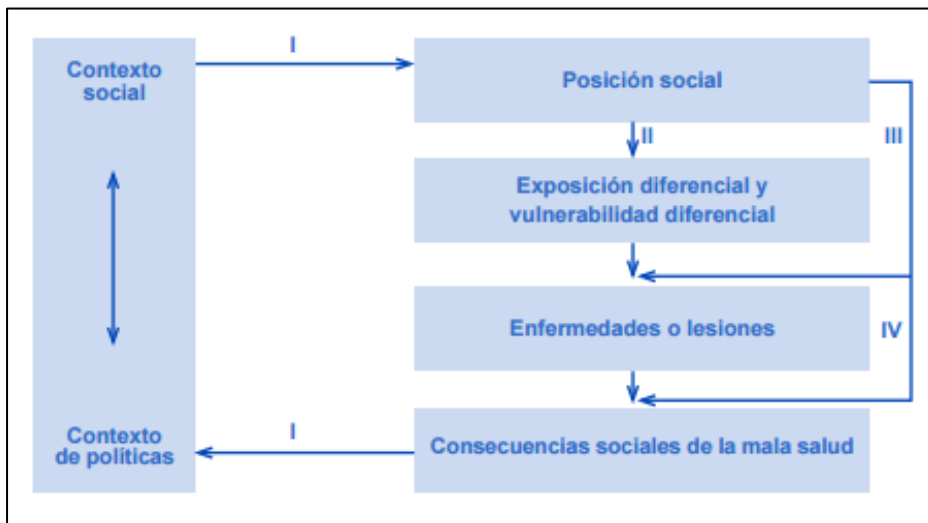 Contexto
social
I
Posición social
II
III
Exposición diferencial y
vulnerabilidad diferencial
Enfermedades o lesiones
IV
Contexto
de políticas
I
Consecuencias sociales de la mala salud